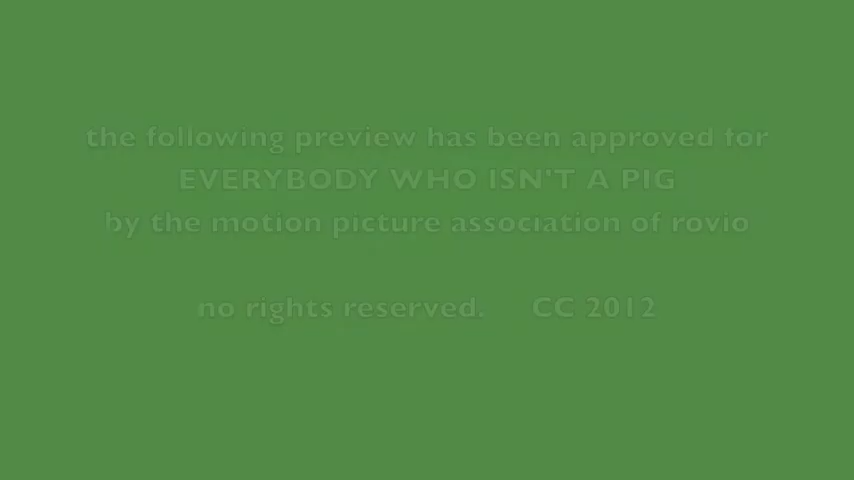 the following preview has been approved for
EVERYBODY WHO ISN'T A PIG
by the motion picture association of rovio
no rights reserved. CC 2012